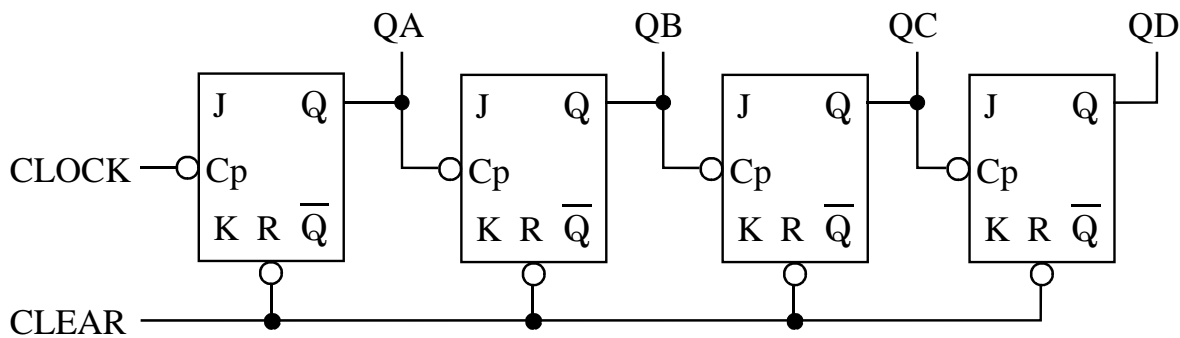 QA QB QC QD
J Q J Q J Q J Q
CLOCK Cp Cp Cp Cp
K R Q̅ K R Q̅ K R Q̅ K R Q̅
CLEAR